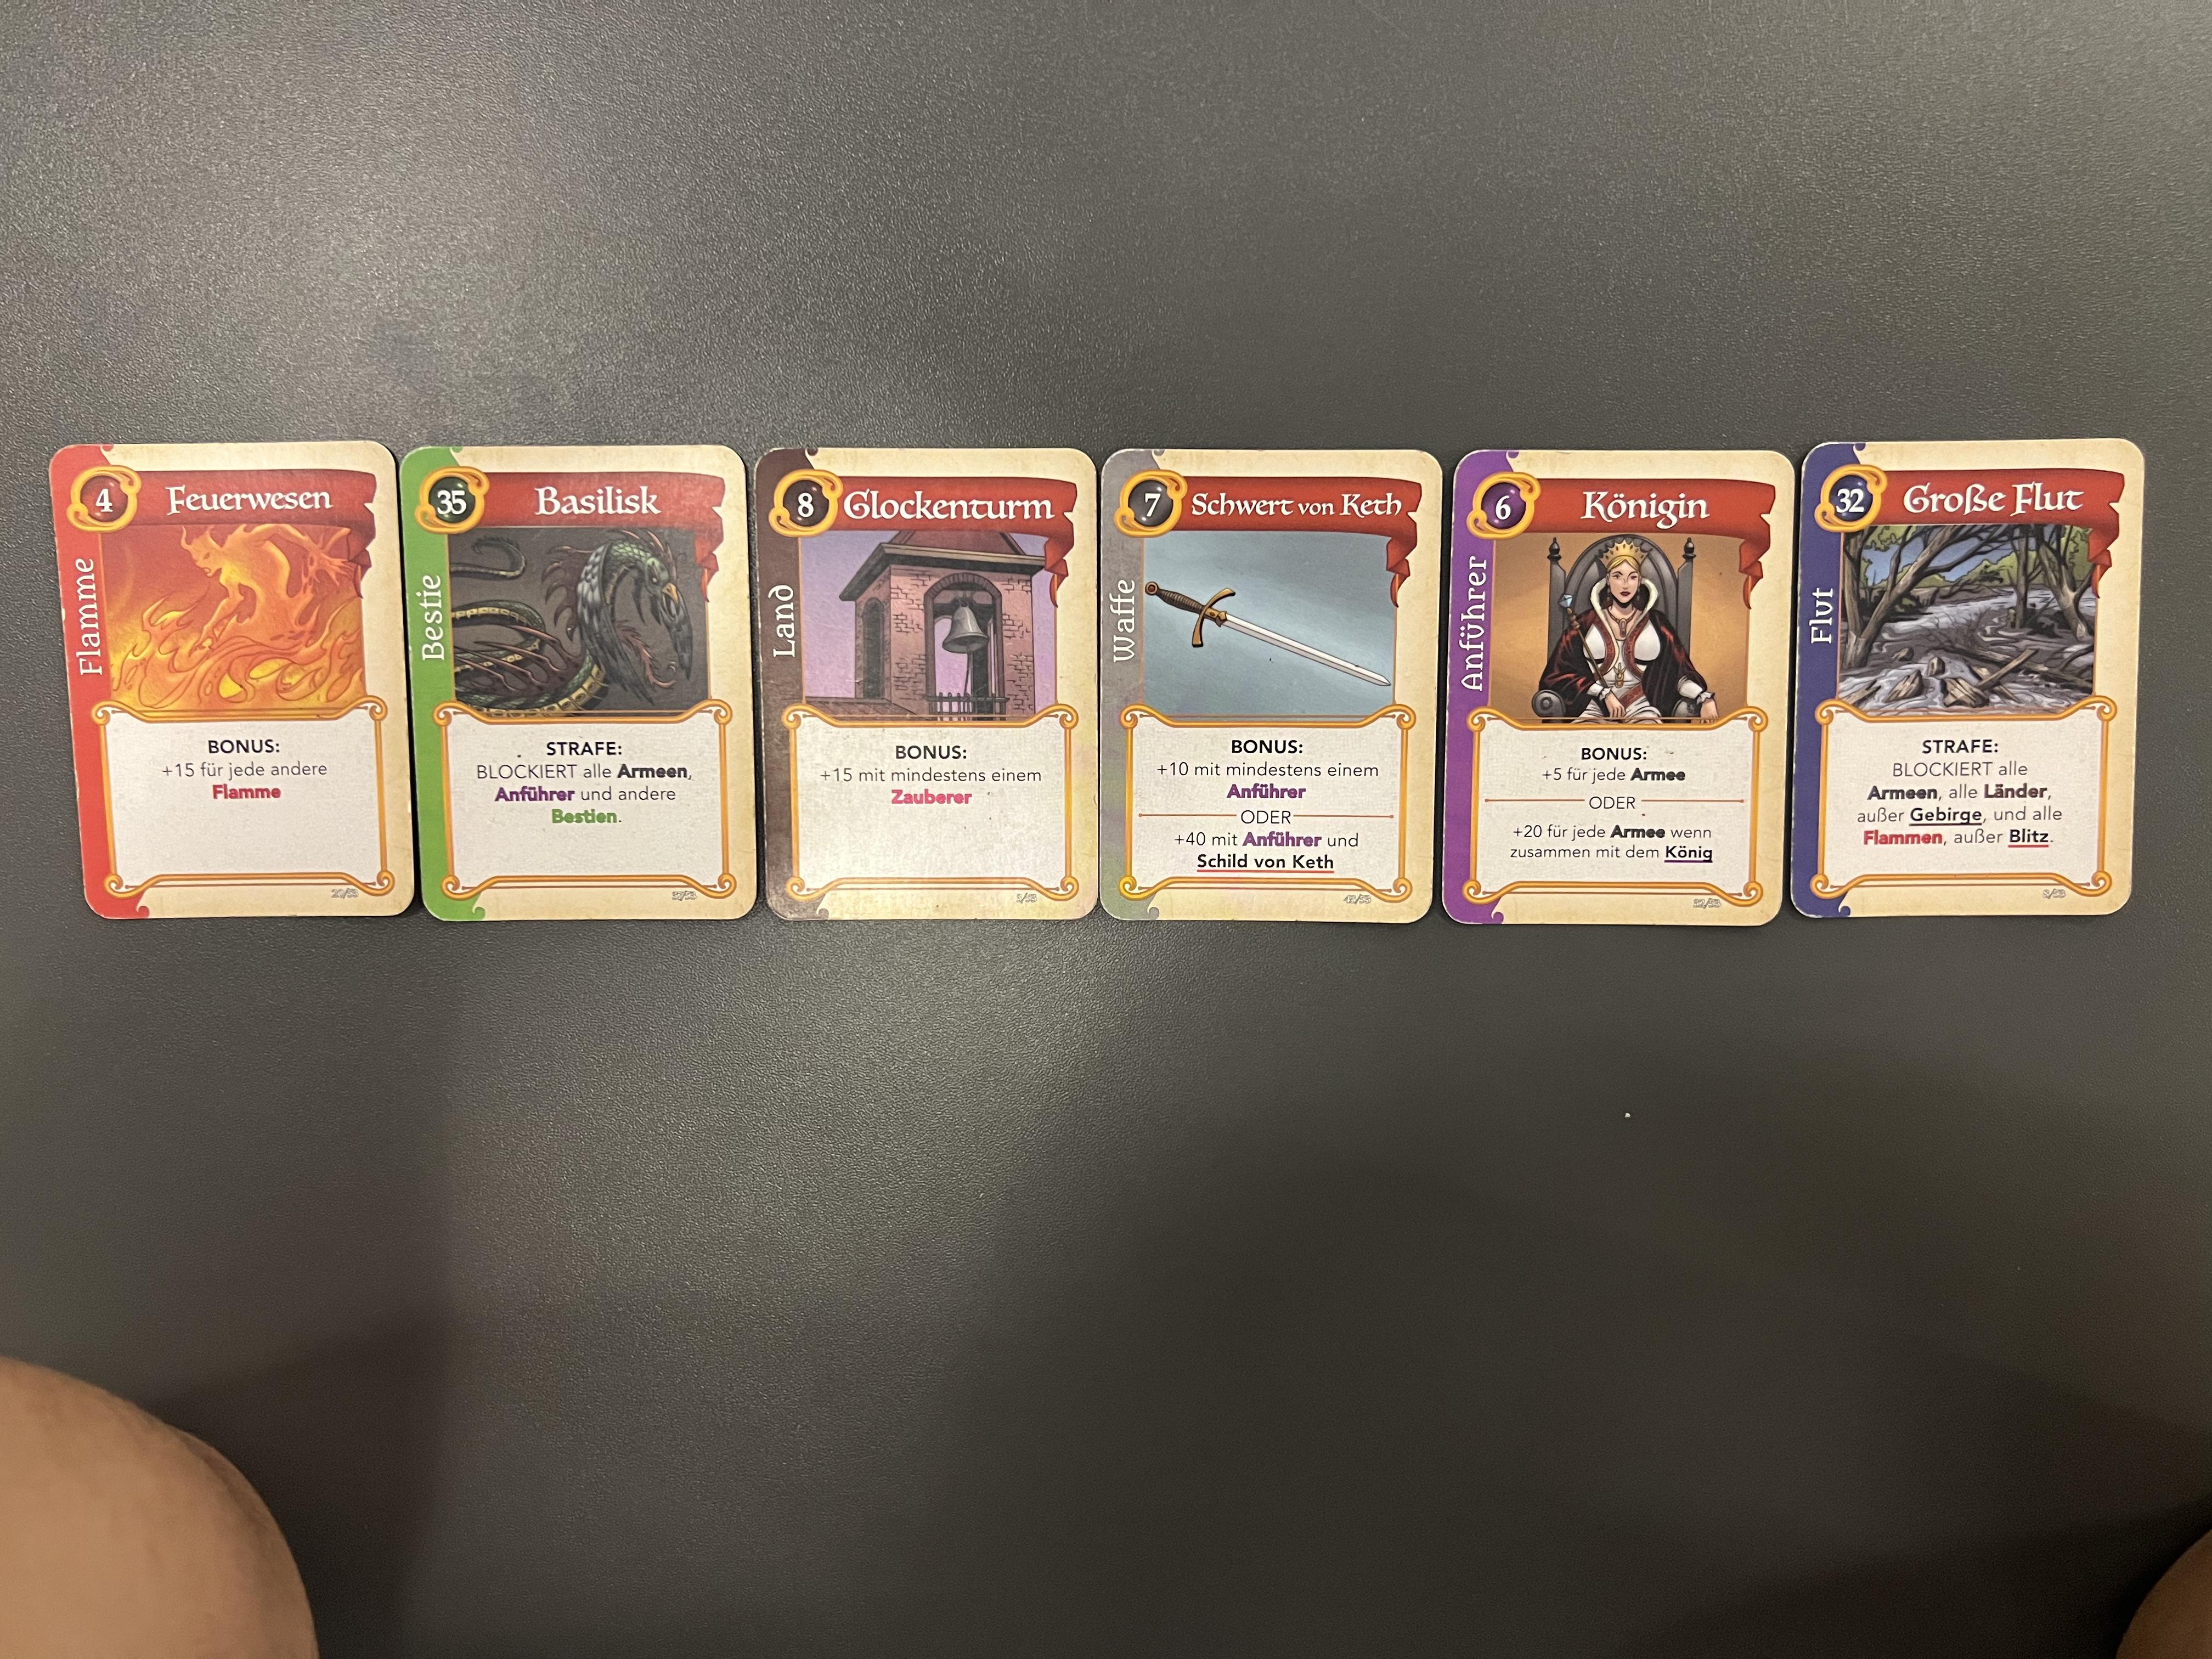 4
Feuerwesen
Flamme
BONUS:
+15 für jede andere
Flamme
35
Basilisk
Bestie
STRAFE:
BLOCKIERT alle Armeen,
Anführer und andere
Bestien.
8
Glockenturm
Land
BONUS:
+15 mit mindestens einem
Zauberer
7
Schwert von Keth
Waffe
BONUS:
+10 mit mindestens einem
Anführer
ODER
+40 mit Anführer und
Schild von Keth
6
Königin
Anführer
BONUS:
+5 für jede Armee
ODER
+20 für jede Armee wenn
zusammen mit dem König
32
Große Flut
Flut
STRAFE:
BLOCKIERT alle
Armeen, alle Länder,
außer Gebirge, und alle
Flammen, außer Blitz.